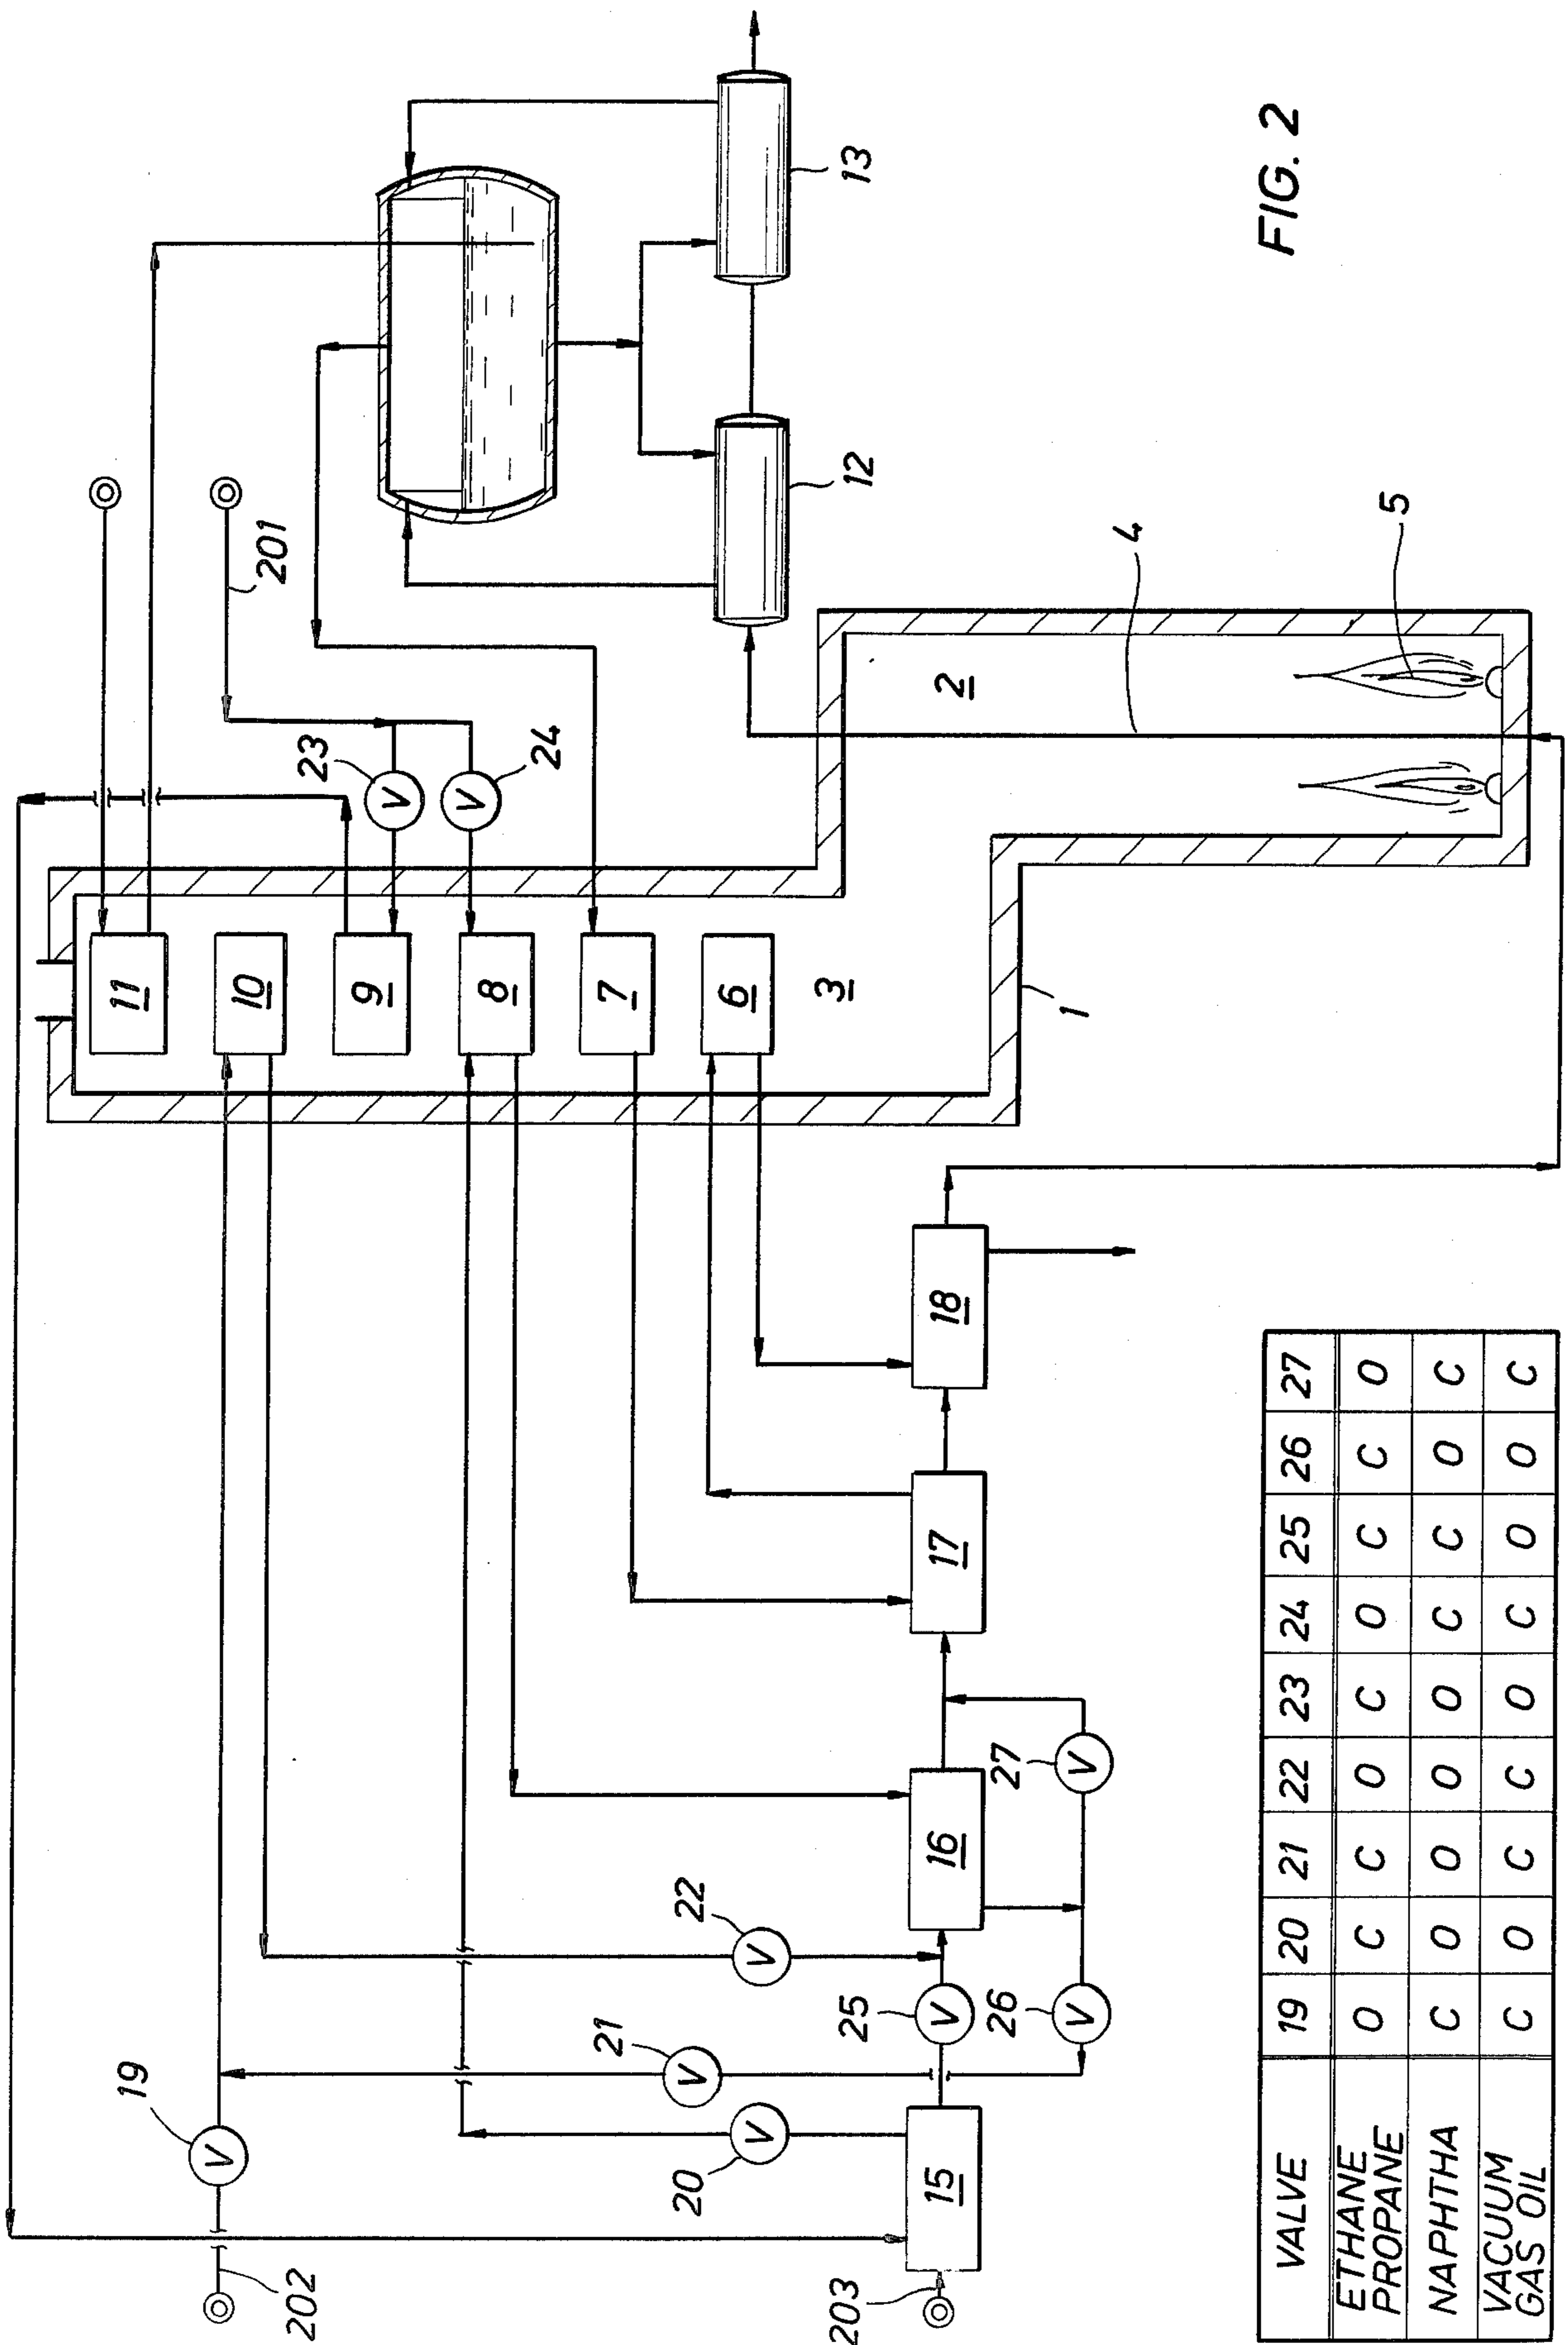 19
11
V
202
10
201
23
9
V
8
V
24
21
7
V
20
22
6
V
V
3
203
25
12
13
15
V
16
17
18
2
26
27
V
V
1
4
5
FIG. 2
VALVE 19 20 21 22 23 24 25 26 27
ETHANE
PROPANE O C C O C O C C O
NAPHTHA C O O O O C C O C
VACUUM
GAS OIL C O C C O C O O C